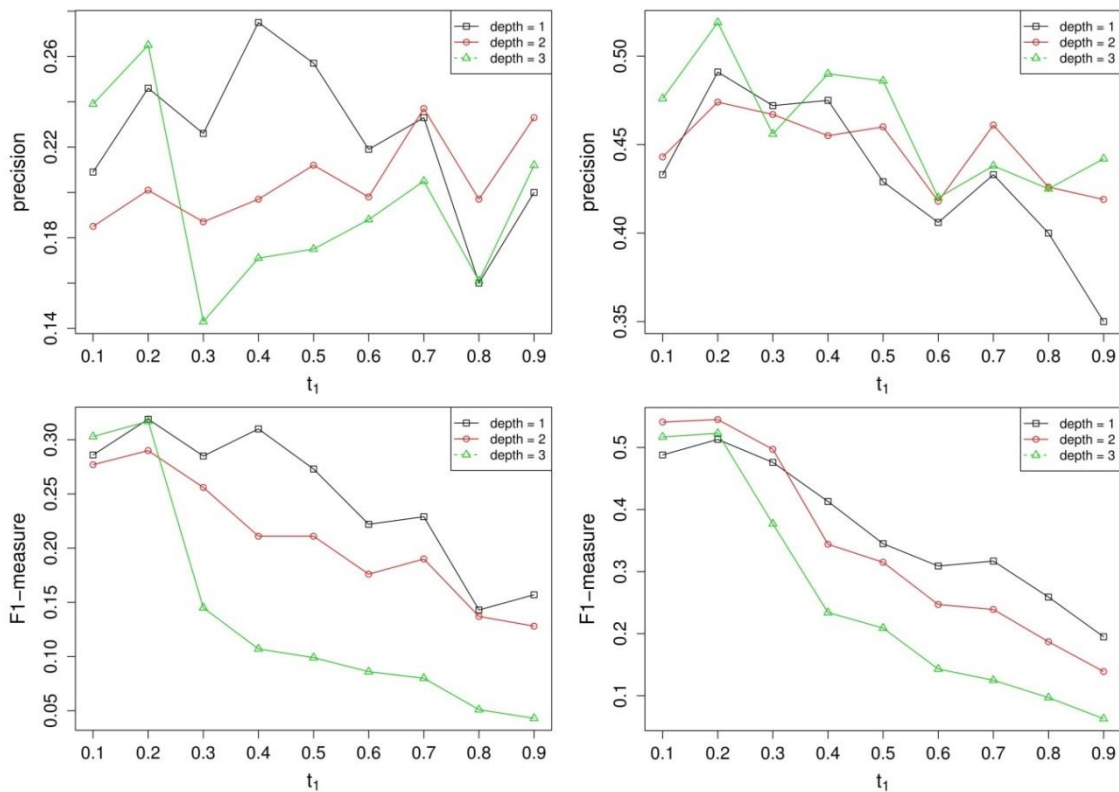 precision
0.14 0.18 0.22 0.26
depth = 1
depth = 2
depth = 3
0.1 0.2 0.3 0.4 0.5 0.6 0.7 0.8 0.9
t₁
precision
0.35 0.40 0.45 0.50
depth = 1
depth = 2
depth = 3
0.1 0.2 0.3 0.4 0.5 0.6 0.7 0.8 0.9
t₁
F1−measure
0.05 0.10 0.15 0.20 0.25 0.30
depth = 1
depth = 2
depth = 3
0.1 0.2 0.3 0.4 0.5 0.6 0.7 0.8 0.9
t₁
F1−measure
0.1 0.2 0.3 0.4 0.5
depth = 1
depth = 2
depth = 3
0.1 0.2 0.3 0.4 0.5 0.6 0.7 0.8 0.9
t₁